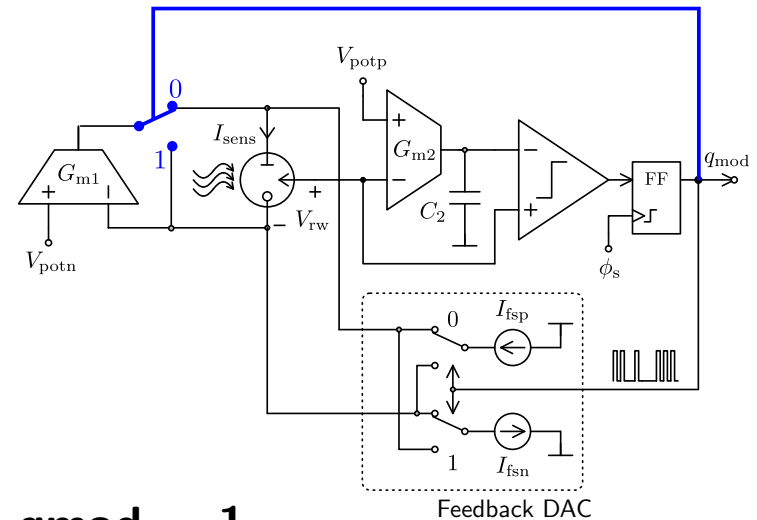 0
V_potp
I_sens
G_m1
1
G_m2
q_mod
FF
C_2
V_rw
V_potn
ϕ_s
0
I_fsp
1
I_fsn
Feedback DAC